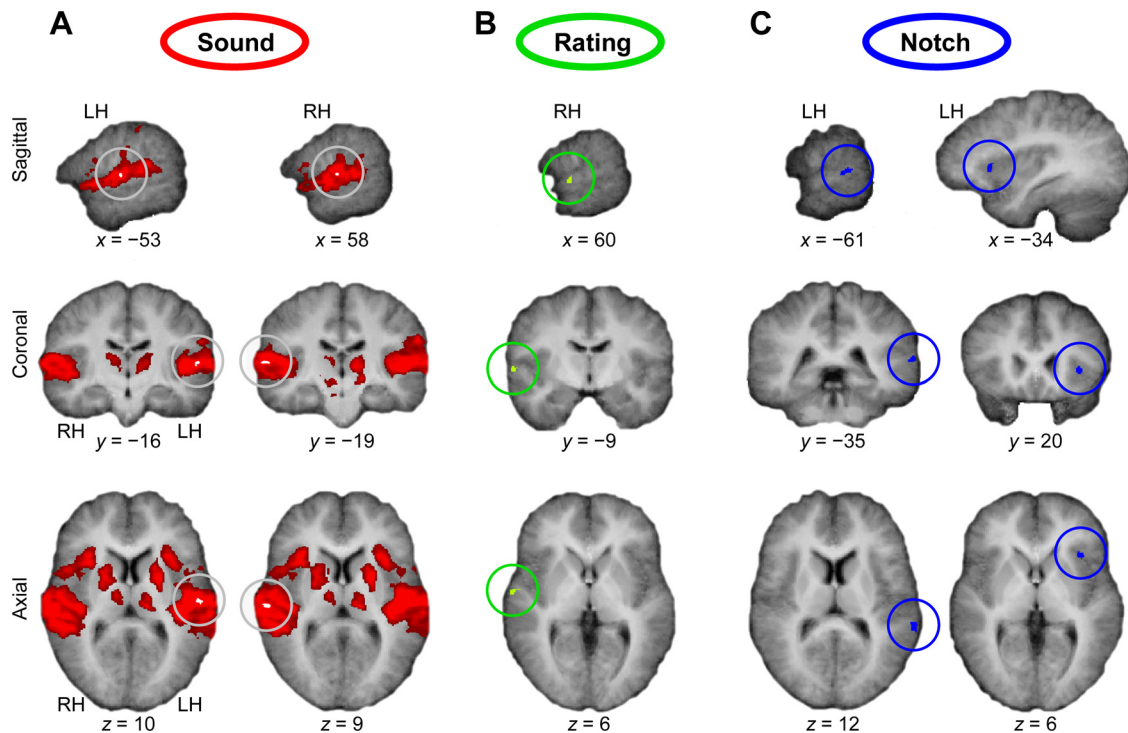 A
Sound
B
Rating
C
Notch
Sagittal
LH
RH
RH
LH
LH
x = −53
x = 58
x = 60
x = −61
x = −34
Coronal
RH
LH
y = −16
y = −19
y = −9
y = −35
y = 20
Axial
RH
LH
z = 10
z = 9
z = 6
z = 12
z = 6